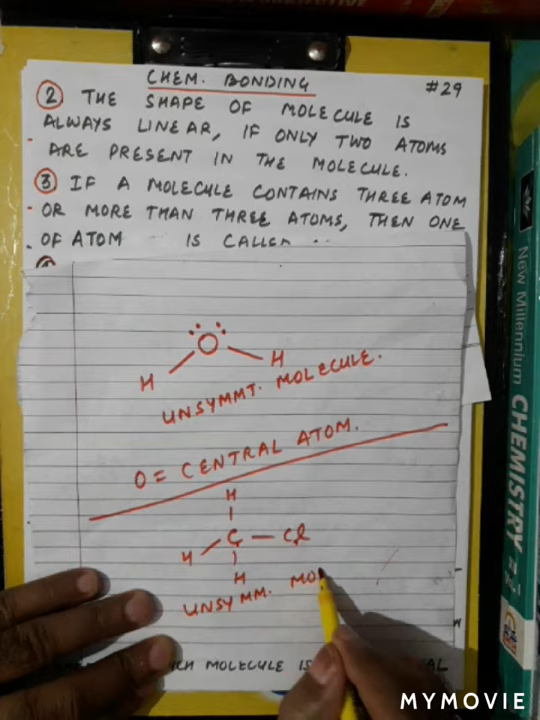 CHEM. BONDING
#29
② THE SHAPE OF MOLECULE IS
ALWAYS LINEAR, IF ONLY TWO ATOMS
ARE PRESENT IN THE MOLECULE.
③ IF A MOLECULE CONTAINS THREE ATOM
OR MORE THAN THREE ATOMS, THEN ONE
OF ATOM IS CALLED
O
H H
UNSYMMT. MOLECULE.
O = CENTRAL ATOM.
H
H C Cl
H
UNSYMM. MO
MOLECULE IS
New Millennium CHEMISTRY
MYMOVIE